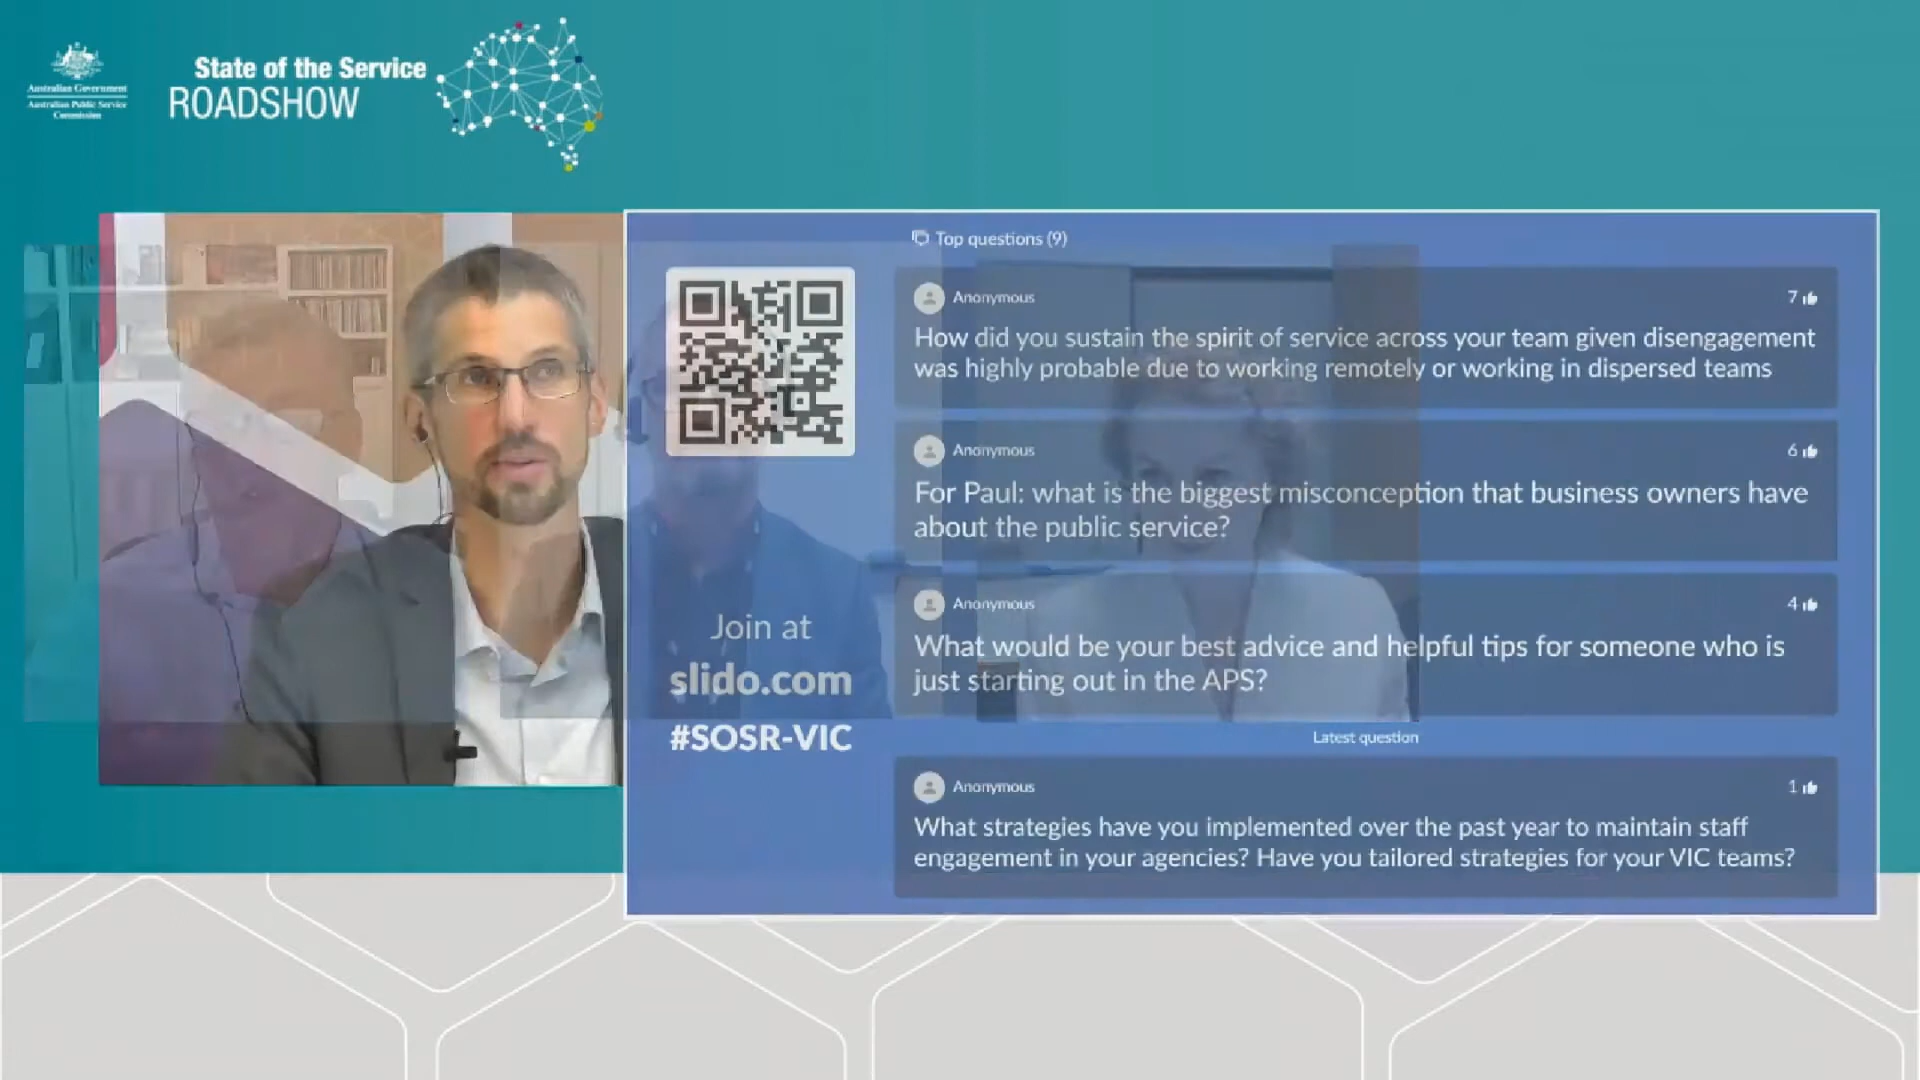 Australian Government
Australian Public Service
Commission
State of the Service
ROADSHOW
Top questions (9)
Anonymous
7
How did you sustain the spirit of service across your team given disengagement
was highly probable due to working remotely or working in dispersed teams
Anonymous
6
For Paul: what is the biggest misconception that business owners have
about the public service?
Anonymous
4
What would be your best advice and helpful tips for someone who is
just starting out in the APS?
Join at
slido.com
#SOSR-VIC
Latest question
Anonymous
1
What strategies have you implemented over the past year to maintain staff
engagement in your agencies? Have you tailored strategies for your VIC teams?